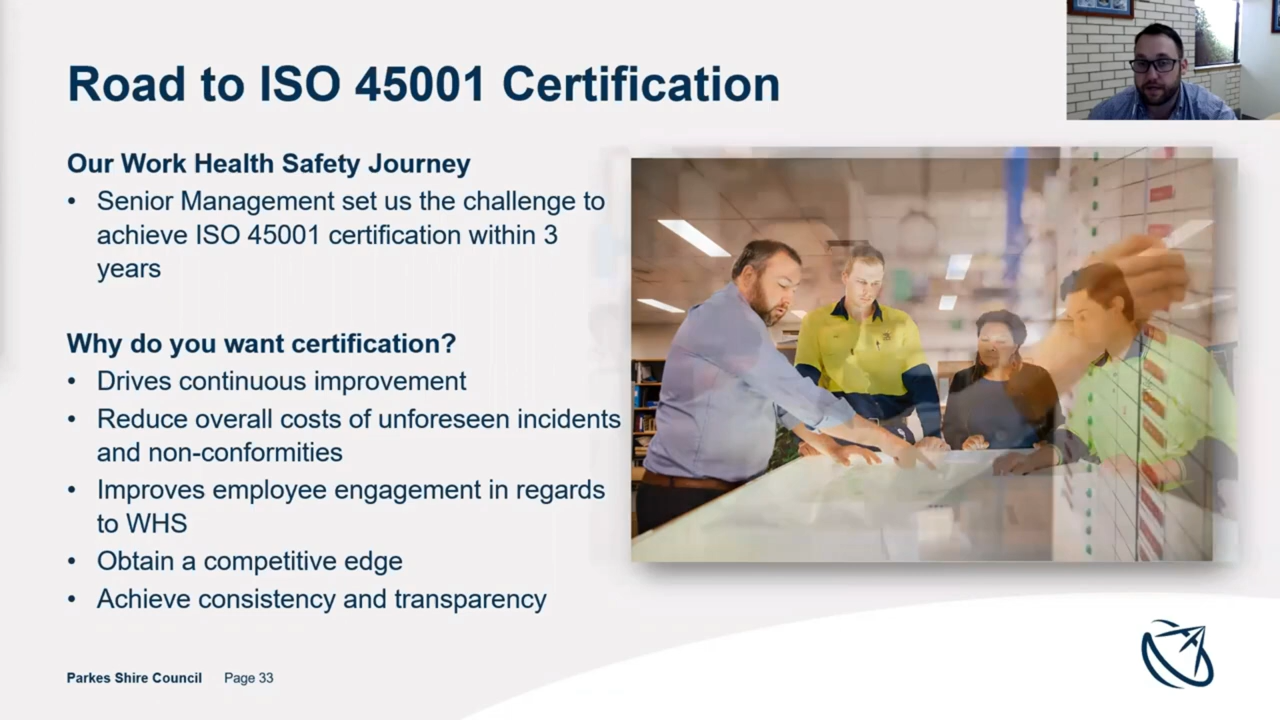 Road to ISO 45001 Certification
Our Work Health Safety Journey
• Senior Management set us the challenge to
achieve ISO 45001 certification within 3
years
Why do you want certification?
• Drives continuous improvement
• Reduce overall costs of unforeseen incidents
and non-conformities
• Improves employee engagement in regards
to WHS
• Obtain a competitive edge
• Achieve consistency and transparency
Parkes Shire Council Page 33